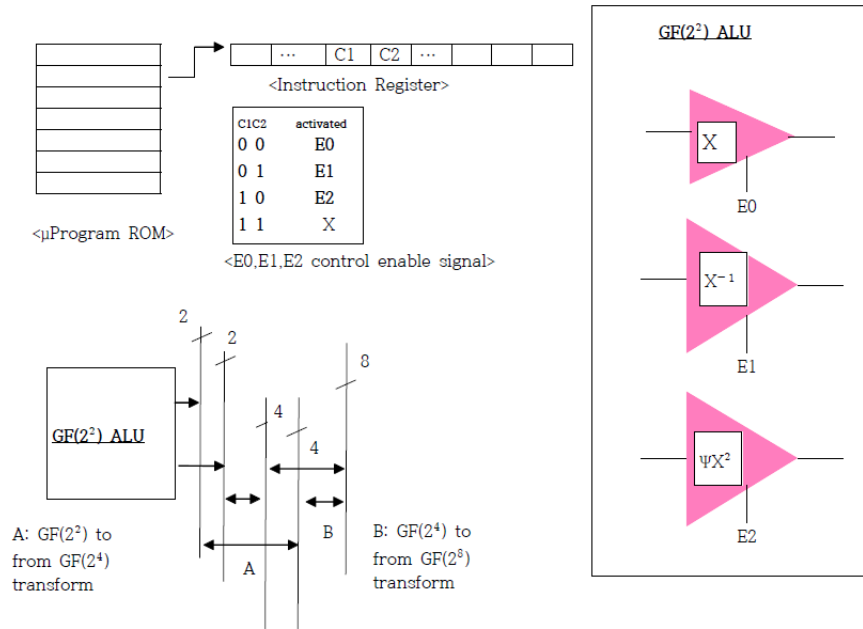 … C1 C2 …
<Instruction Register>
C1C2 activated
0 0 E0
0 1 E1
1 0 E2
1 1 X
<μProgram ROM>
<E0,E1,E2 control enable signal>
GF(2²) ALU
X
E0
X⁻¹
E1
ΨX²
E2
2
2
8
4
4
GF(2²) ALU
A: GF(2²) to
from GF(2⁴)
transform
A
B
B: GF(2⁴) to
from GF(2⁸)
transform